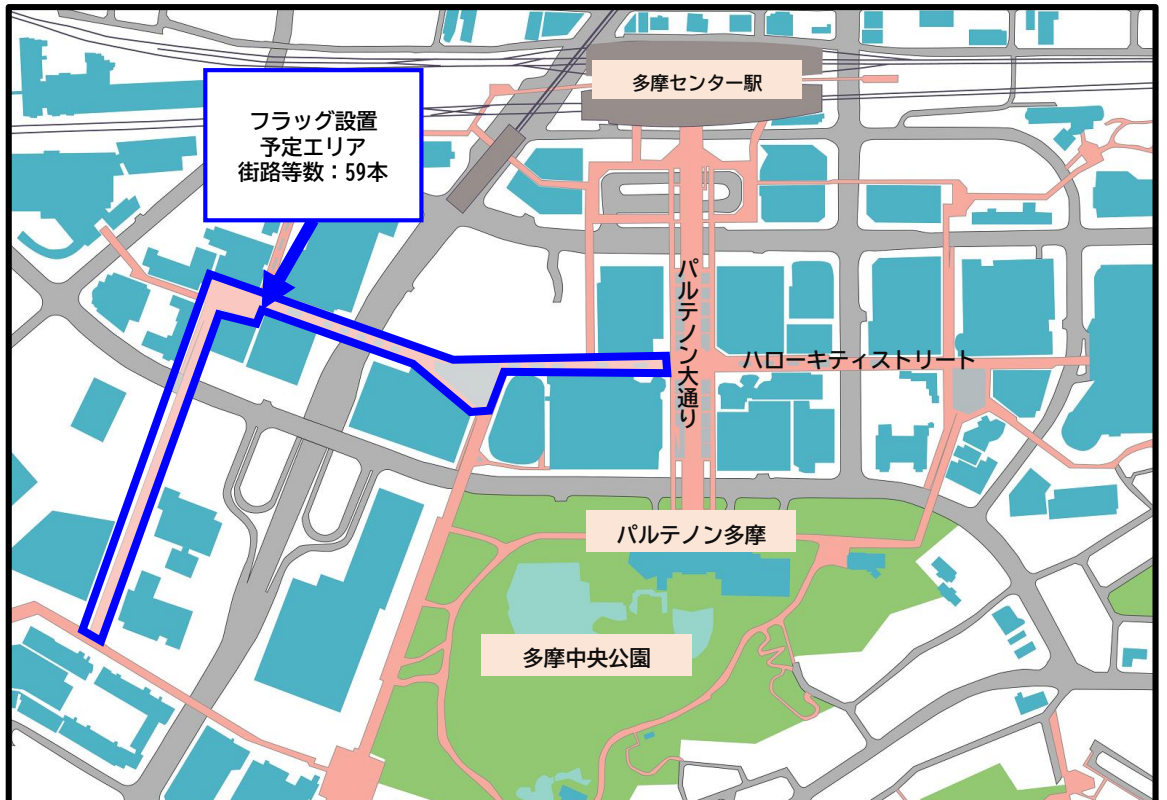 多摩センター駅
フラッグ設置
予定エリア
街路等数：59本
パルテノン大通り
ハローキティストリート
パルテノン多摩
多摩中央公園